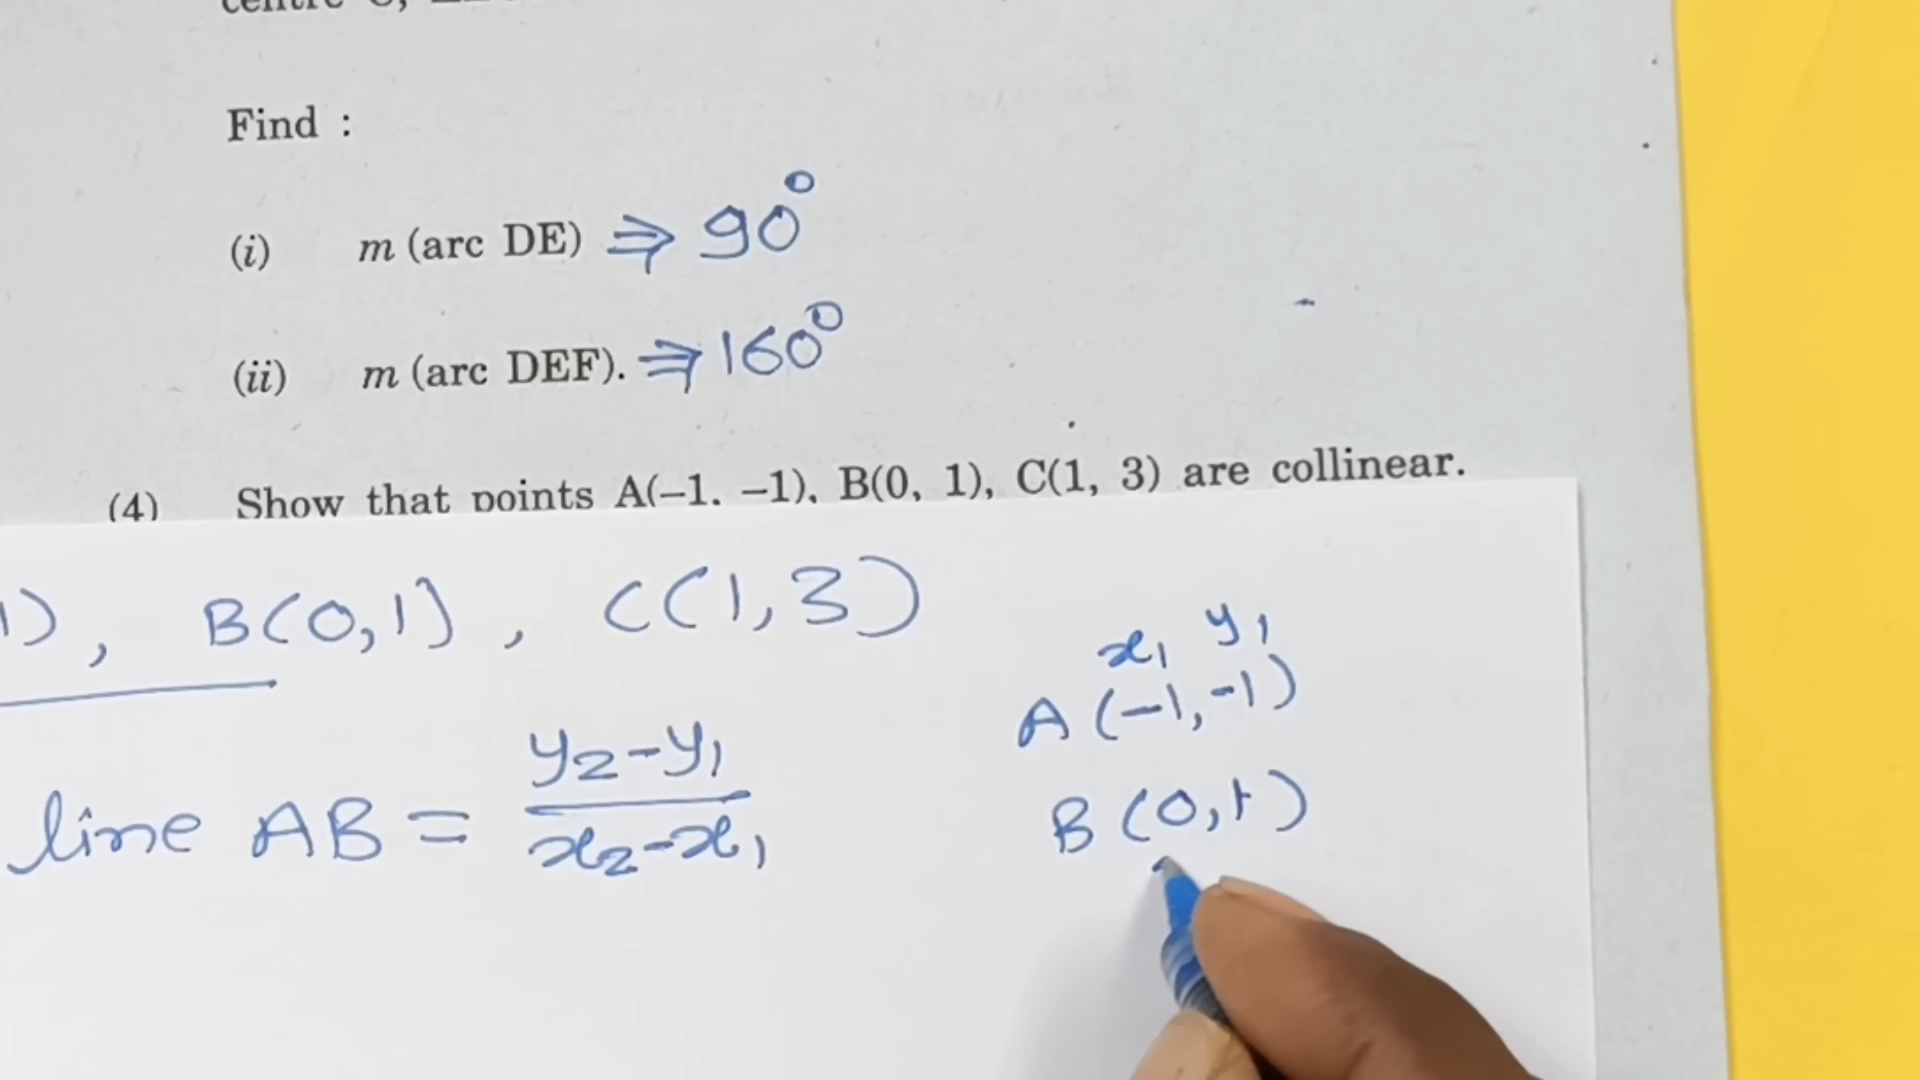 Find :
(i) m (arc DE) ⇒ 90°
(ii) m (arc DEF). ⇒ 160°
(4) Show that points A(–1, –1), B(0, 1), C(1, 3) are collinear.
1), B(0,1), C(1,3)
x₁ y₁
A (-1,-1)
line AB = y₂-y₁ / x₂-x₁
B (0,1)